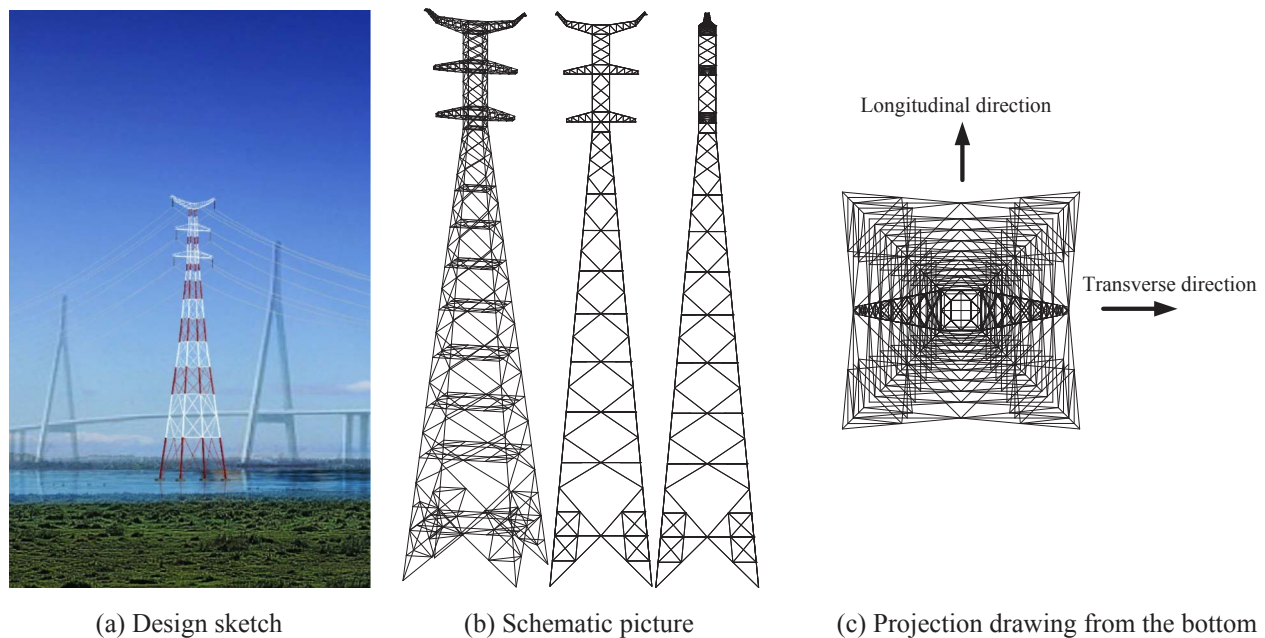 Longitudinal direction
Transverse direction
(a) Design sketch
(b) Schematic picture
(c) Projection drawing from the bottom